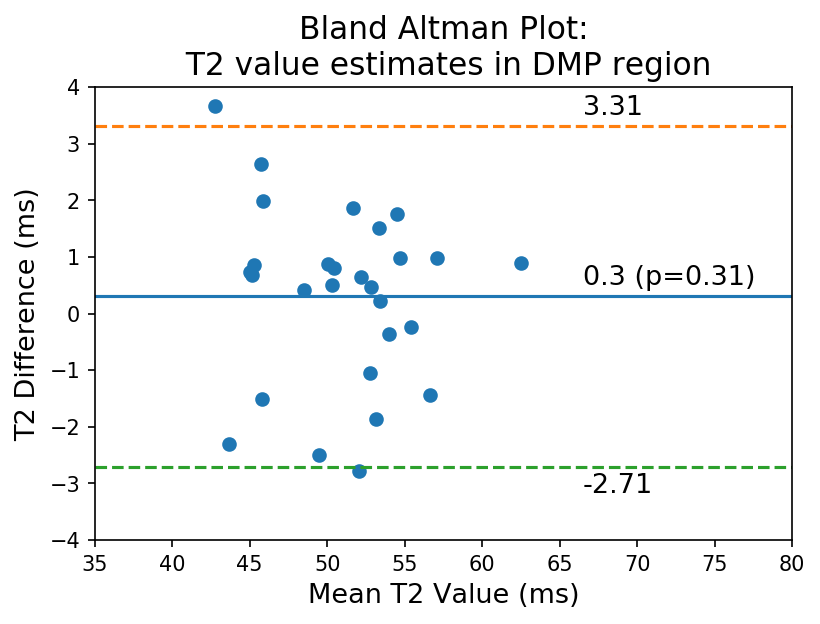 Bland Altman Plot:
T2 value estimates in DMP region
4
3
2
1
0
−1
−2
−3
−4
T2 Difference (ms)
3.31
0.3 (p=0.31)
-2.71
35 40 45 50 55 60 65 70 75 80
Mean T2 Value (ms)